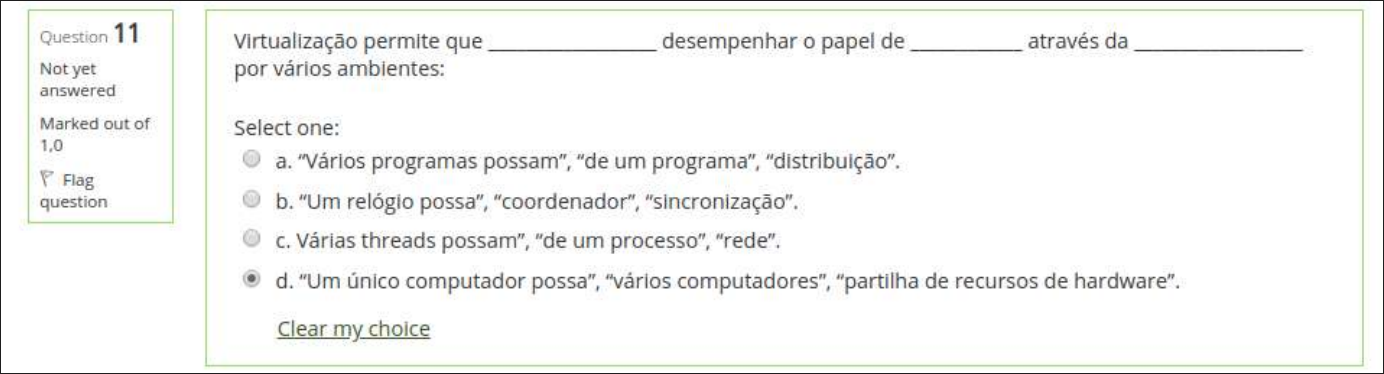 Question 11
Not yet
answered
Marked out of
1,0
Flag
question
Virtualização permite que ________________ desempenhar o papel de ___________ através da ________________
por vários ambientes:
Select one:
a. “Vários programas possam”, “de um programa”, “distribuição”.
b. “Um relógio possa”, “coordenador”, “sincronização”.
c. Várias threads possam”, “de um processo”, “rede”.
d. “Um único computador possa”, “vários computadores”, “partilha de recursos de hardware”.
Clear my choice